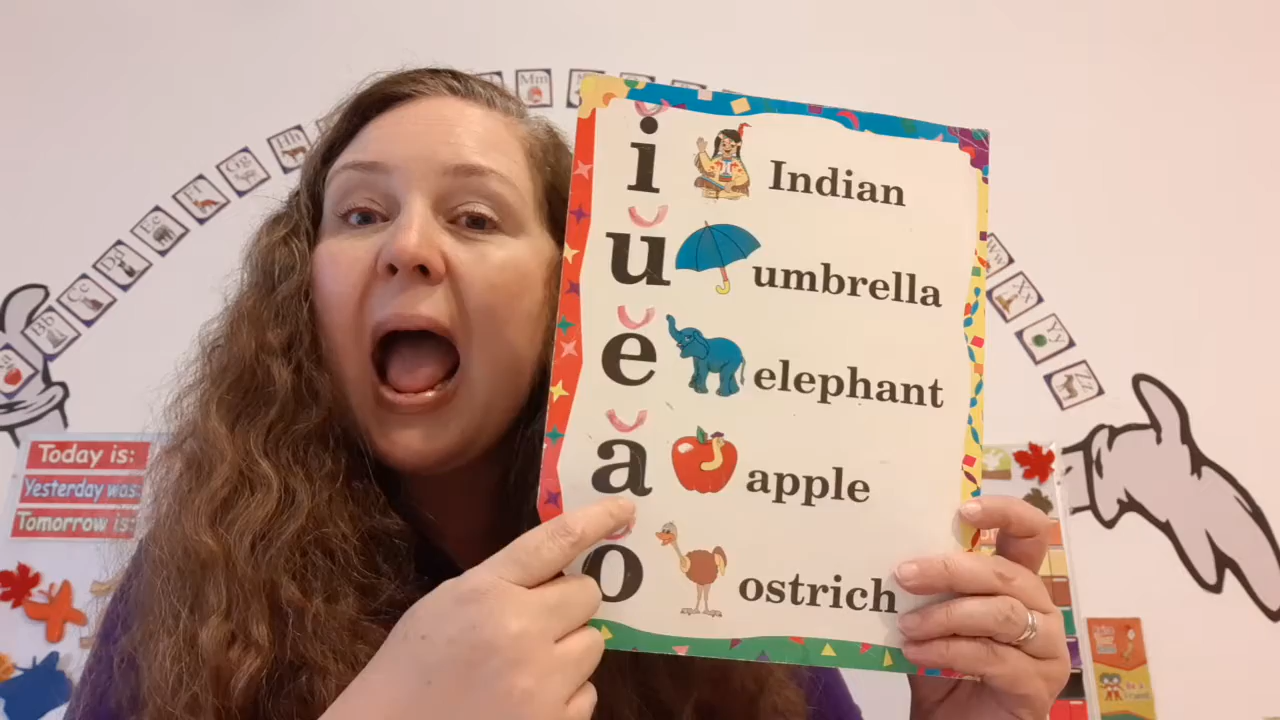 Mm
Hh
Gg
Ff
Ee
Dd
Cc
Bb
Ww
Xx
Yy
Zz
ĭ Indian
ŭ umbrella
ĕ elephant
ă apple
o ostrich
Today is:
Yesterday was:
Tomorrow is: